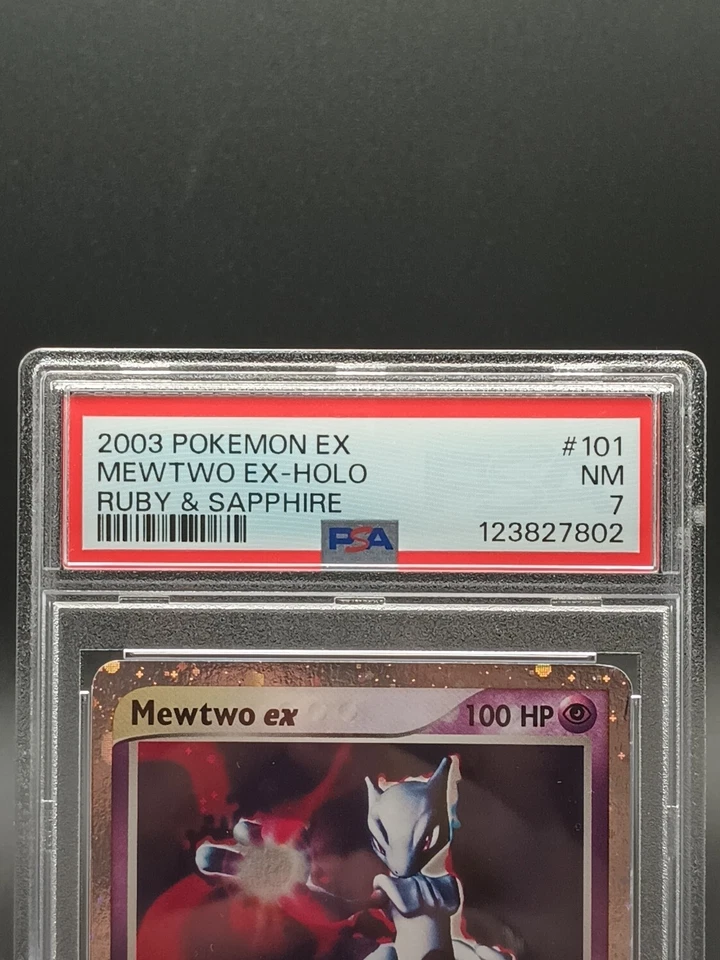 2003 POKEMON EX #101
MEWTWO EX-HOLO NM
RUBY & SAPPHIRE 7
PSA 123827802
Mewtwo ex 100 HP